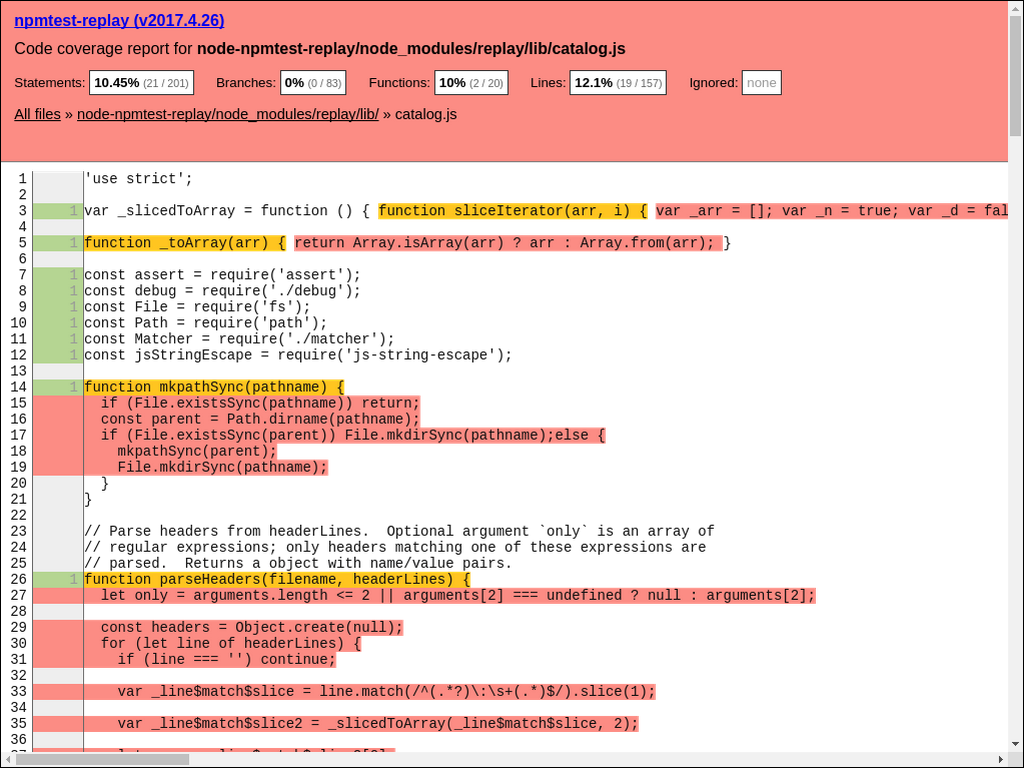 npmtest-replay (v2017.4.26)
Code coverage report for node-npmtest-replay/node_modules/replay/lib/catalog.js
Statements: 10.45% (21 / 201) Branches: 0% (0 / 83) Functions: 10% (2 / 20) Lines: 12.1% (19 / 157) Ignored: none
All files » node-npmtest-replay/node_modules/replay/lib/ » catalog.js
1 'use strict';
2
3 1 var _slicedToArray = function () { function sliceIterator(arr, i) { var _arr = []; var _n = true; var _d = fal
4
5 1 function _toArray(arr) { return Array.isArray(arr) ? arr : Array.from(arr); }
6
7 1 const assert = require('assert');
8 1 const debug = require('./debug');
9 1 const File = require('fs');
10 1 const Path = require('path');
11 1 const Matcher = require('./matcher');
12 1 const jsStringEscape = require('js-string-escape');
13
14 1 function mkpathSync(pathname) {
15 if (File.existsSync(pathname)) return;
16 const parent = Path.dirname(pathname);
17 if (File.existsSync(parent)) File.mkdirSync(pathname);else {
18 mkpathSync(parent);
19 File.mkdirSync(pathname);
20 }
21 }
22
23 // Parse headers from headerLines.  Optional argument `only` is an array of
24 // regular expressions; only headers matching one of these expressions are
25 // parsed.  Returns a object with name/value pairs.
26 1 function parseHeaders(filename, headerLines) {
27 let only = arguments.length <= 2 || arguments[2] === undefined ? null : arguments[2];
28
29 const headers = Object.create(null);
30 for (let line of headerLines) {
31 if (line === '') continue;
32
33 var _line$match$slice = line.match(/^(.*?)\:\s+(.*)$/).slice(1);
34
35 var _line$match$slice2 = _slicedToArray(_line$match$slice, 2);
36